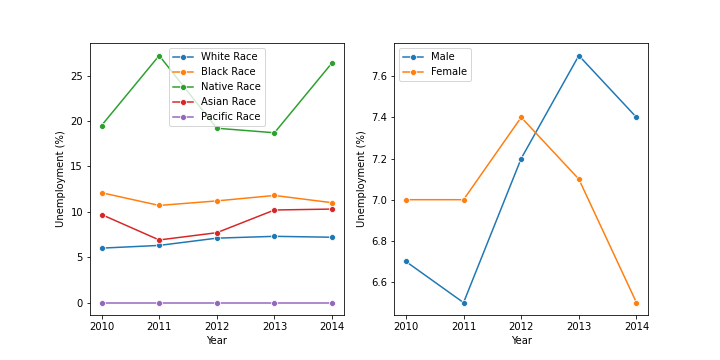 White Race
Black Race
Native Race
Asian Race
Pacific Race
Unemployment (%)
25
20
15
10
5
0
2010 2011 2012 2013 2014
Year
Male
Female
Unemployment (%)
7.6
7.4
7.2
7.0
6.8
6.6
2010 2011 2012 2013 2014
Year